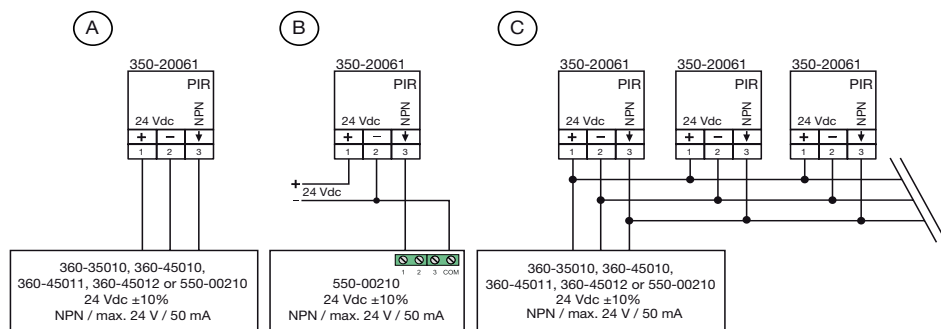 A
350-20061
PIR
24 Vdc
NPN
+ −
1 2 3
24 Vdc
+
−
360-35010, 360-45010,
360-45011, 360-45012 or 550-00210
24 Vdc ±10%
NPN / max. 24 V / 50 mA
B
350-20061
PIR
24 Vdc
NPN
+ −
1 2 3
+
24 Vdc
−
1 2 3 COM
550-00210
24 Vdc ±10%
NPN / max. 24 V / 50 mA
C
350-20061
PIR
24 Vdc
NPN
+ −
1 2 3
350-20061
PIR
24 Vdc
NPN
+ −
1 2 3
350-20061
PIR
24 Vdc
NPN
+ −
1 2 3
360-35010, 360-45010,
360-45011, 360-45012 or 550-00210
24 Vdc ±10%
NPN / max. 24 V / 50 mA